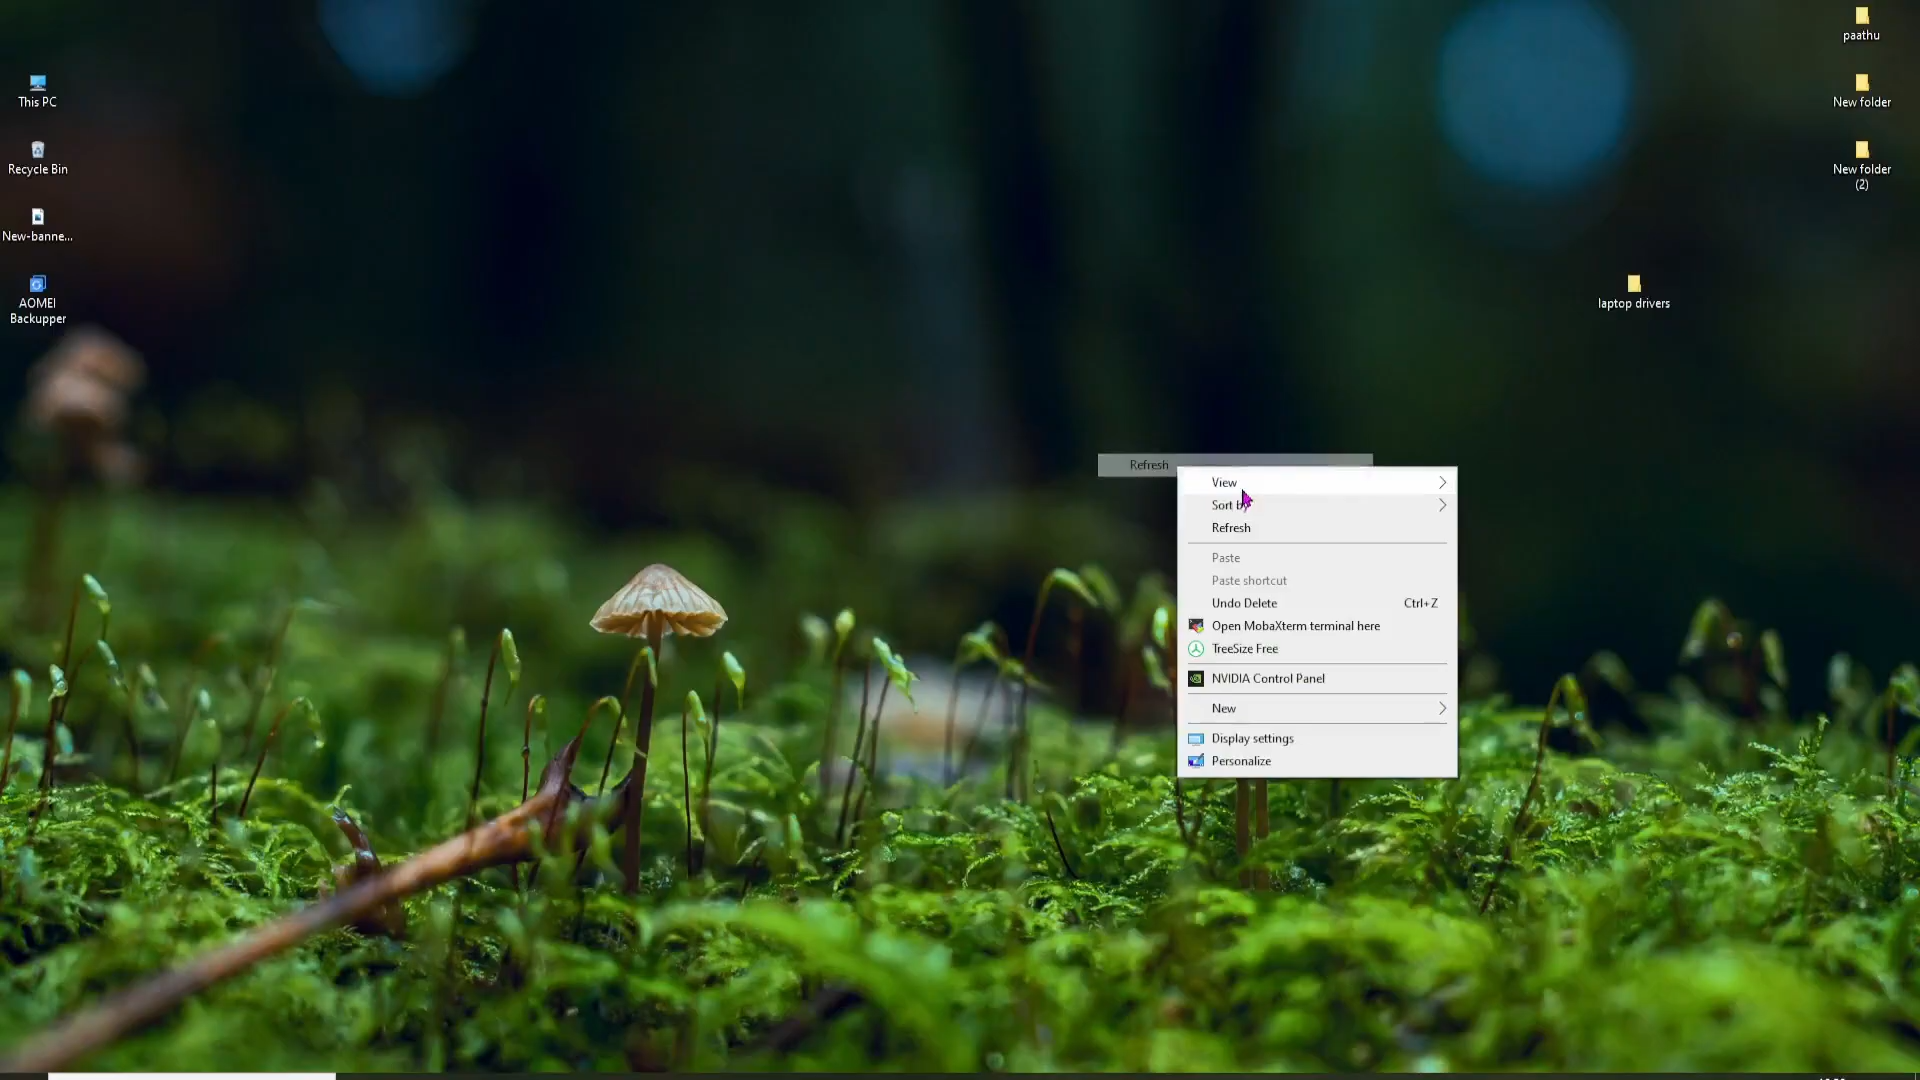 This PC
Recycle Bin
New-banne...
AOMEI
Backupper
paathu
New folder
New folder
(2)
laptop drivers
Refresh
View
Sort by
Refresh
Paste
Paste shortcut
Undo Delete Ctrl+Z
Open MobaXterm terminal here
TreeSize Free
NVIDIA Control Panel
New
Display settings
Personalize